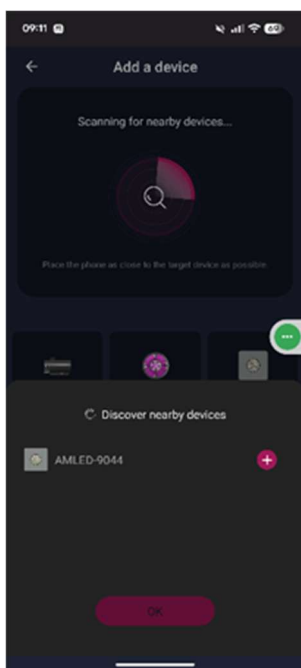 09:11
69
Add a device
Scanning for nearby devices...
Place the phone as close to the target device as possible
Discover nearby devices
AMLED-9044
OK